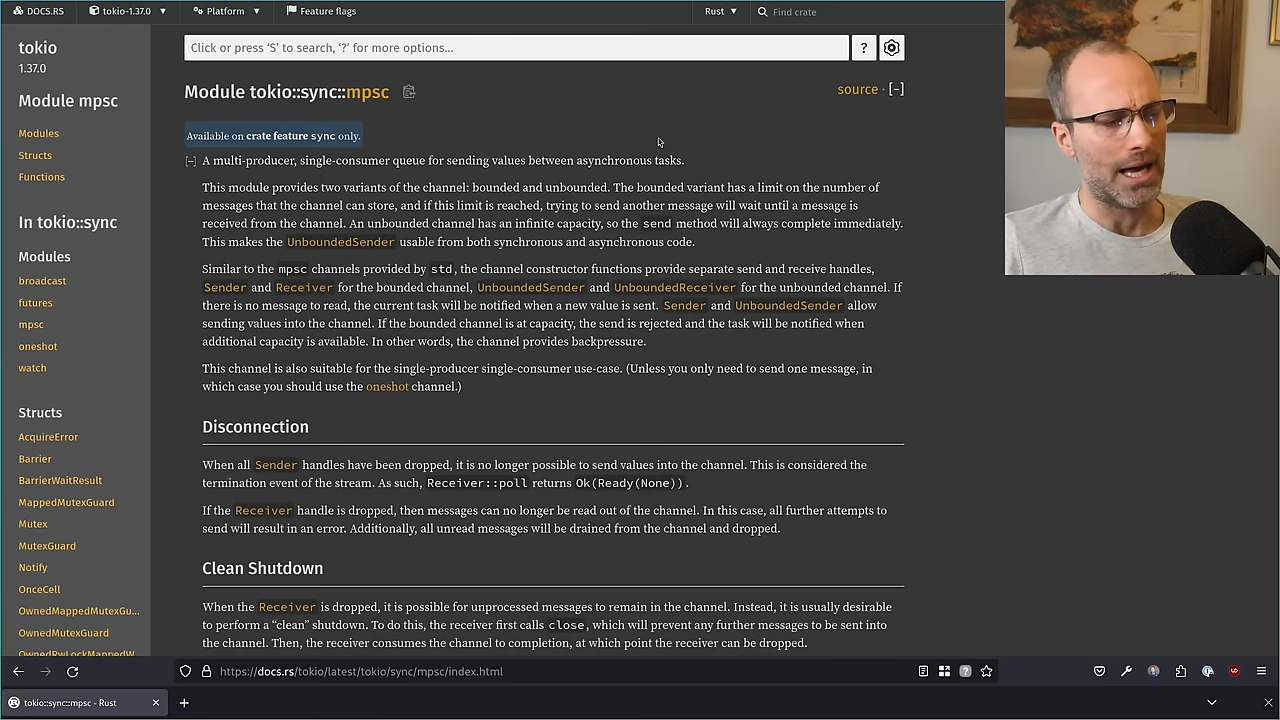 DOCS.RS tokio-1.37.0 Platform Feature flags Rust Find crate
tokio
1.37.0
Module mpsc
Modules
Structs
Functions
In tokio::sync
Modules
broadcast
futures
mpsc
oneshot
watch
Structs
AcquireError
Barrier
BarrierWaitResult
MappedMutexGuard
Mutex
MutexGuard
Notify
OnceCell
OwnedMappedMutexGu...
OwnedMutexGuard
OwnedRwLockMappedW
Click or press ‘S’ to search, ‘?’ for more options...
?
Module tokio::sync::mpsc
source · [−]
Available on crate feature sync only.
[−] A multi-producer, single-consumer queue for sending values between asynchronous tasks.
This module provides two variants of the channel: bounded and unbounded. The bounded variant has a limit on the number of
messages that the channel can store, and if this limit is reached, trying to send another message will wait until a message is
received from the channel. An unbounded channel has an infinite capacity, so the send method will always complete immediately.
This makes the UnboundedSender usable from both synchronous and asynchronous code.
Similar to the mpsc channels provided by std, the channel constructor functions provide separate send and receive handles,
Sender and Receiver for the bounded channel, UnboundedSender and UnboundedReceiver for the unbounded channel. If
there is no message to read, the current task will be notified when a new value is sent. Sender and UnboundedSender allow
sending values into the channel. If the bounded channel is at capacity, the send is rejected and the task will be notified when
additional capacity is available. In other words, the channel provides backpressure.
This channel is also suitable for the single-producer single-consumer use-case. (Unless you only need to send one message, in
which case you should use the oneshot channel.)
Disconnection
When all Sender handles have been dropped, it is no longer possible to send values into the channel. This is considered the
termination event of the stream. As such, Receiver::poll returns Ok(Ready(None)).
If the Receiver handle is dropped, then messages can no longer be read out of the channel. In this case, all further attempts to
send will result in an error. Additionally, all unread messages will be drained from the channel and dropped.
Clean Shutdown
When the Receiver is dropped, it is possible for unprocessed messages to remain in the channel. Instead, it is usually desirable
to perform a “clean” shutdown. To do this, the receiver first calls close, which will prevent any further messages to be sent into
the channel. Then, the receiver consumes the channel to completion, at which point the receiver can be dropped.
https://docs.rs/tokio/latest/tokio/sync/mpsc/index.html
tokio::sync::mpsc - Rust